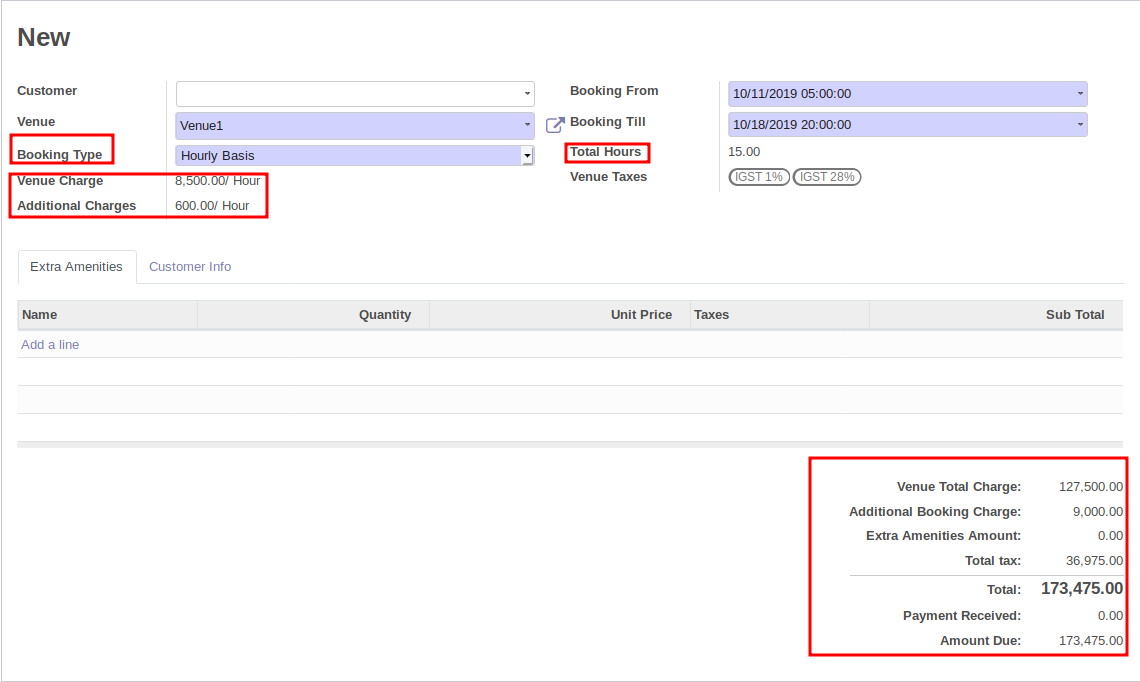 New
Customer
Venue Venue1
Booking Type Hourly Basis
Venue Charge 8,500.00/ Hour
Additional Charges 600.00/ Hour
Booking From 10/11/2019 05:00:00
Booking Till 10/18/2019 20:00:00
Total Hours 15.00
Venue Taxes IGST 1% IGST 28%
Extra Amenities Customer Info
Name Quantity Unit Price Taxes Sub Total
Add a line
Venue Total Charge: 127,500.00
Additional Booking Charge: 9,000.00
Extra Amenities Amount: 0.00
Total tax: 36,975.00
Total: 173,475.00
Payment Received: 0.00
Amount Due: 173,475.00